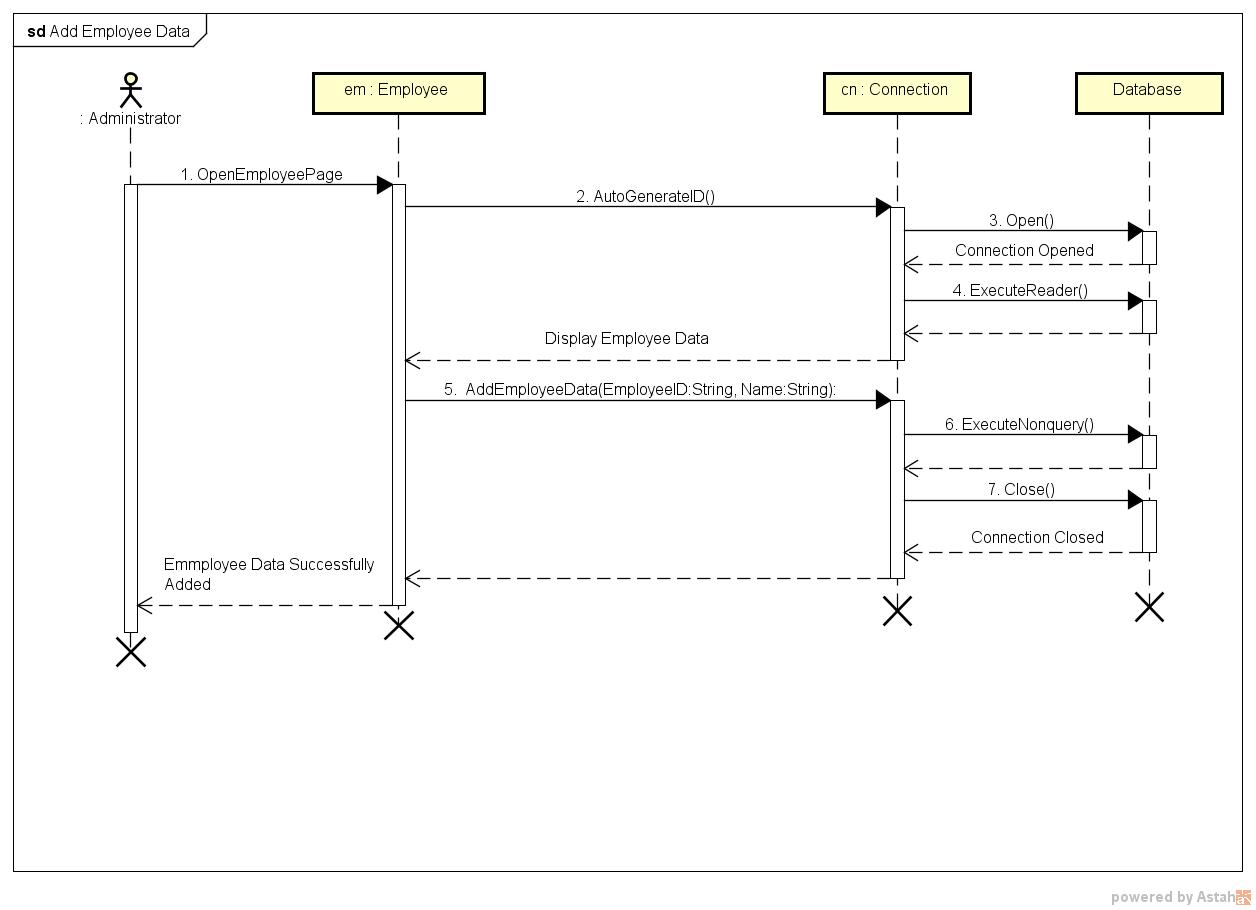 sd Add Employee Data
em : Employee
cn : Connection
Database
: Administrator
1. OpenEmployeePage
2. AutoGenerateID()
3. Open()
Connection Opened
4. ExecuteReader()
Display Employee Data
5.  AddEmployeeData(EmployeeID:String, Name:String):
6. ExecuteNonquery()
7. Close()
Connection Closed
Emmployee Data Successfully
Added
powered by Astah